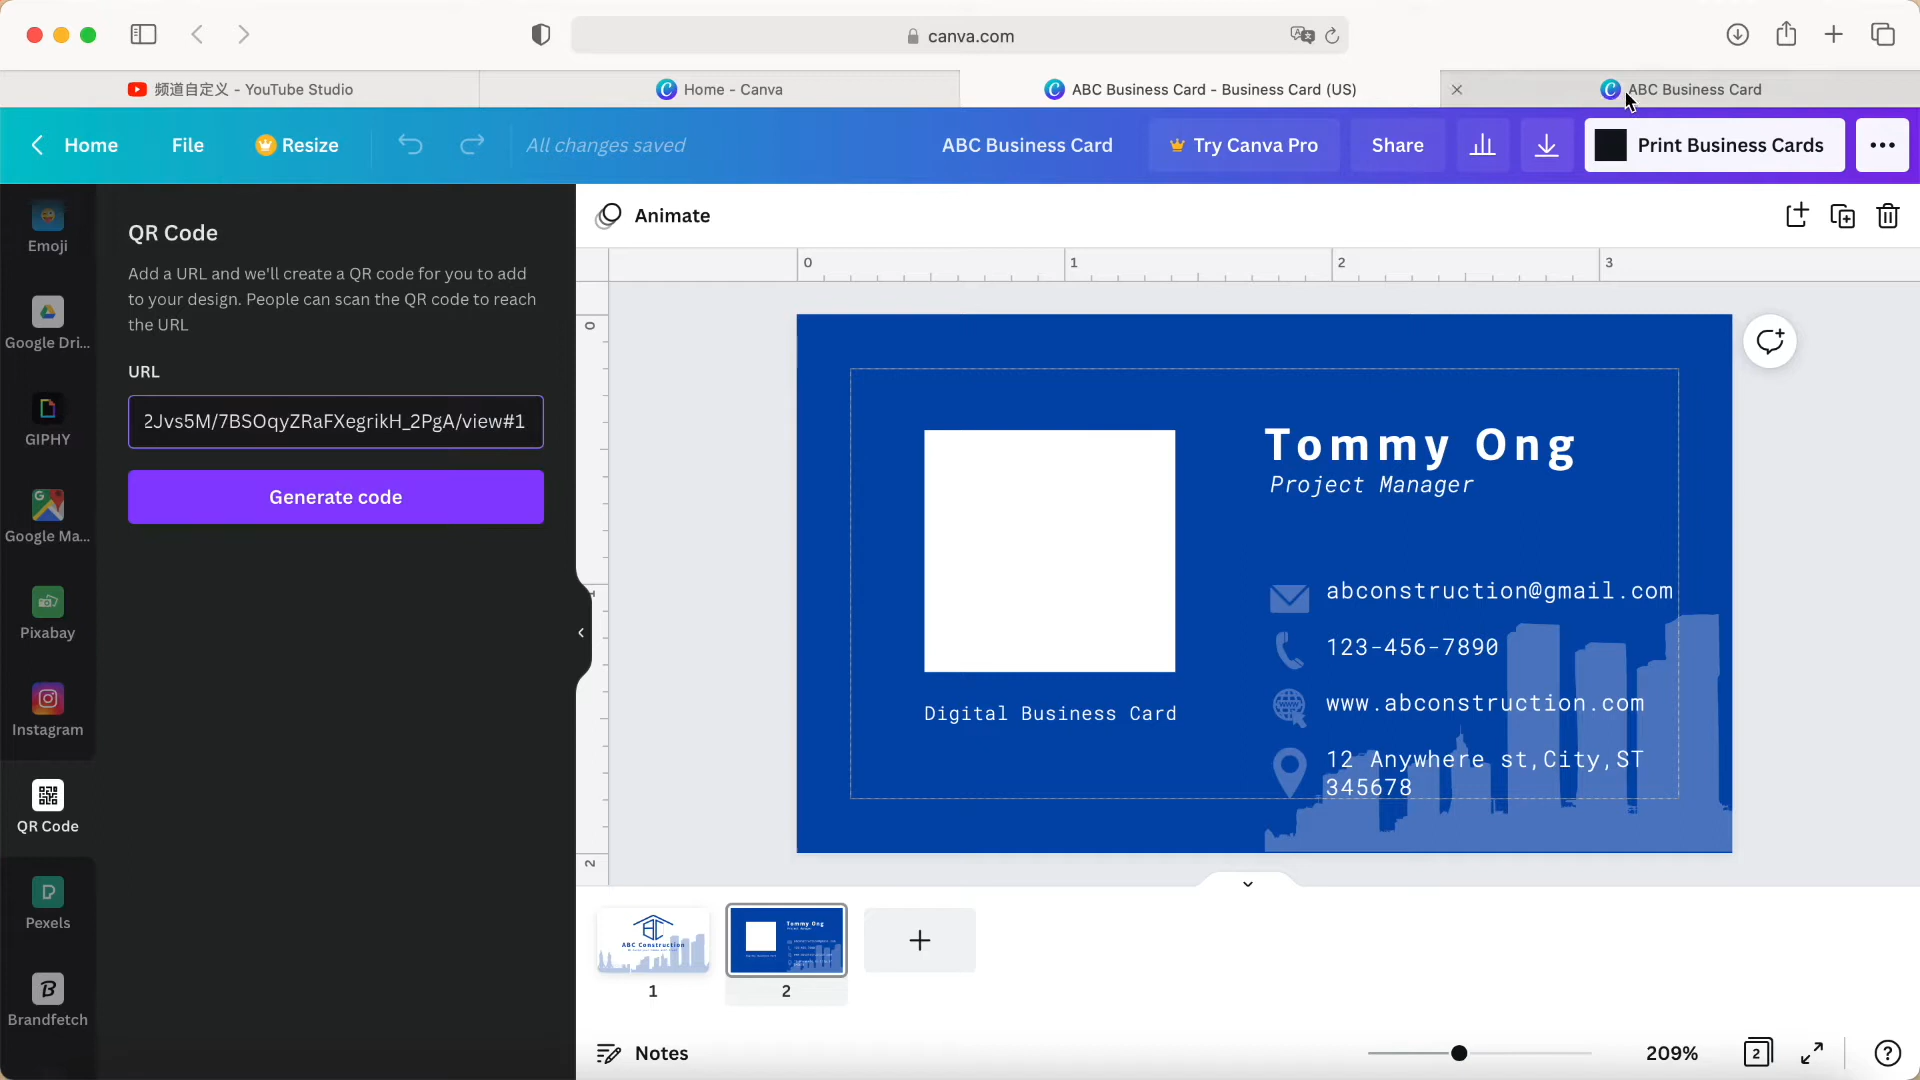 canva.com
频道自定义 - YouTube Studio
Home - Canva
ABC Business Card - Business Card (US)
ABC Business Card
Home
File
Resize
All changes saved
ABC Business Card
Try Canva Pro
Share
Print Business Cards
Emoji
Google Dri...
GIPHY
Google Ma...
Pixabay
Instagram
QR Code
Pexels
Brandfetch
QR Code
Add a URL and we'll create a QR code for you to add
to your design. People can scan the QR code to reach
the URL
URL
2Jvs5M/7BSOqyZRaFXegrikH_2PgA/view#1
Generate code
Animate
0
1
2
3
0
1
2
Tommy Ong
Project Manager
abconstruction@gmail.com
123-456-7890
www.abconstruction.com
12 Anywhere st,City,ST
345678
Digital Business Card
ABC Construction
1
Tommy Ong
2
Notes
209%
2